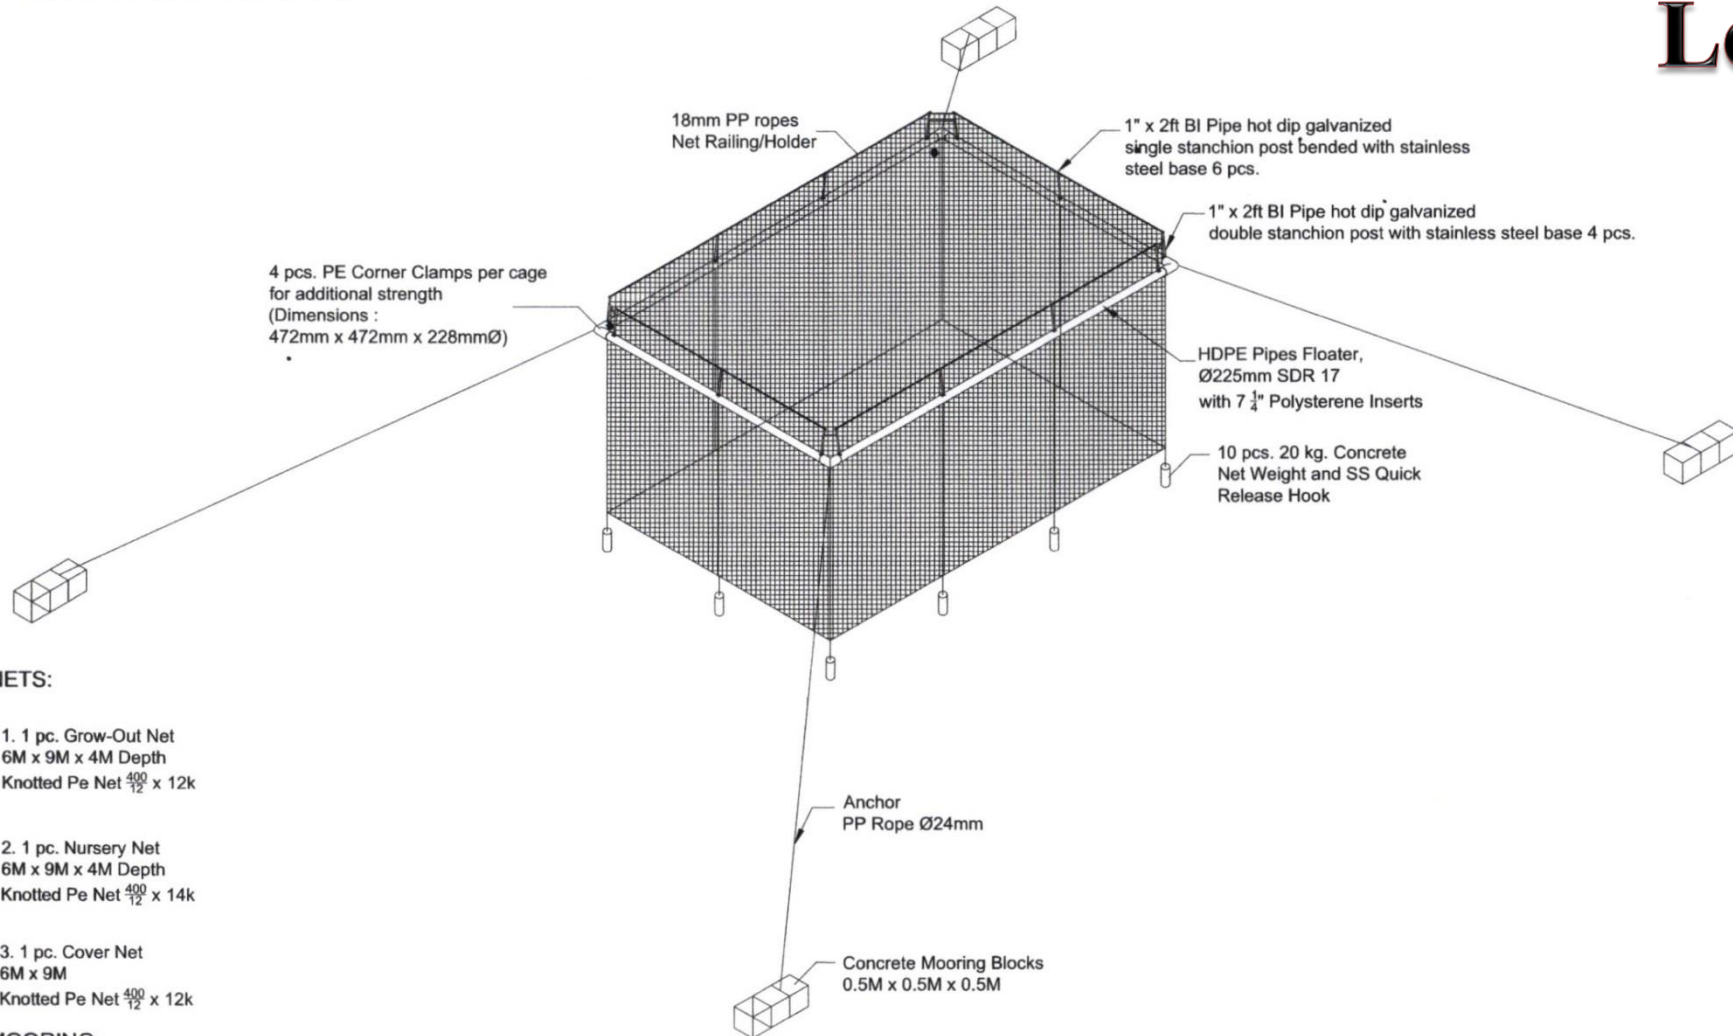 18mm PP ropes
Net Railing/Holder
1" x 2ft BI Pipe hot dip galvanized
single stanchion post bended with stainless
steel base 6 pcs.
1" x 2ft BI Pipe hot dip galvanized
double stanchion post with stainless steel base 4 pcs.
4 pcs. PE Corner Clamps per cage
for additional strength
(Dimensions :
472mm x 472mm x 228mmØ)
HDPE Pipes Floater,
Ø225mm SDR 17
with 7 1/4" Polysterene Inserts
10 pcs. 20 kg. Concrete
Net Weight and SS Quick
Release Hook
ETS:
1. 1 pc. Grow-Out Net
6M x 9M x 4M Depth
Knotted Pe Net 400/12 x 12k
2. 1 pc. Nursery Net
6M x 9M x 4M Depth
Knotted Pe Net 400/12 x 14k
3. 1 pc. Cover Net
6M x 9M
Knotted Pe Net 400/12 x 12k
Anchor
PP Rope Ø24mm
Concrete Mooring Blocks
0.5M x 0.5M x 0.5M